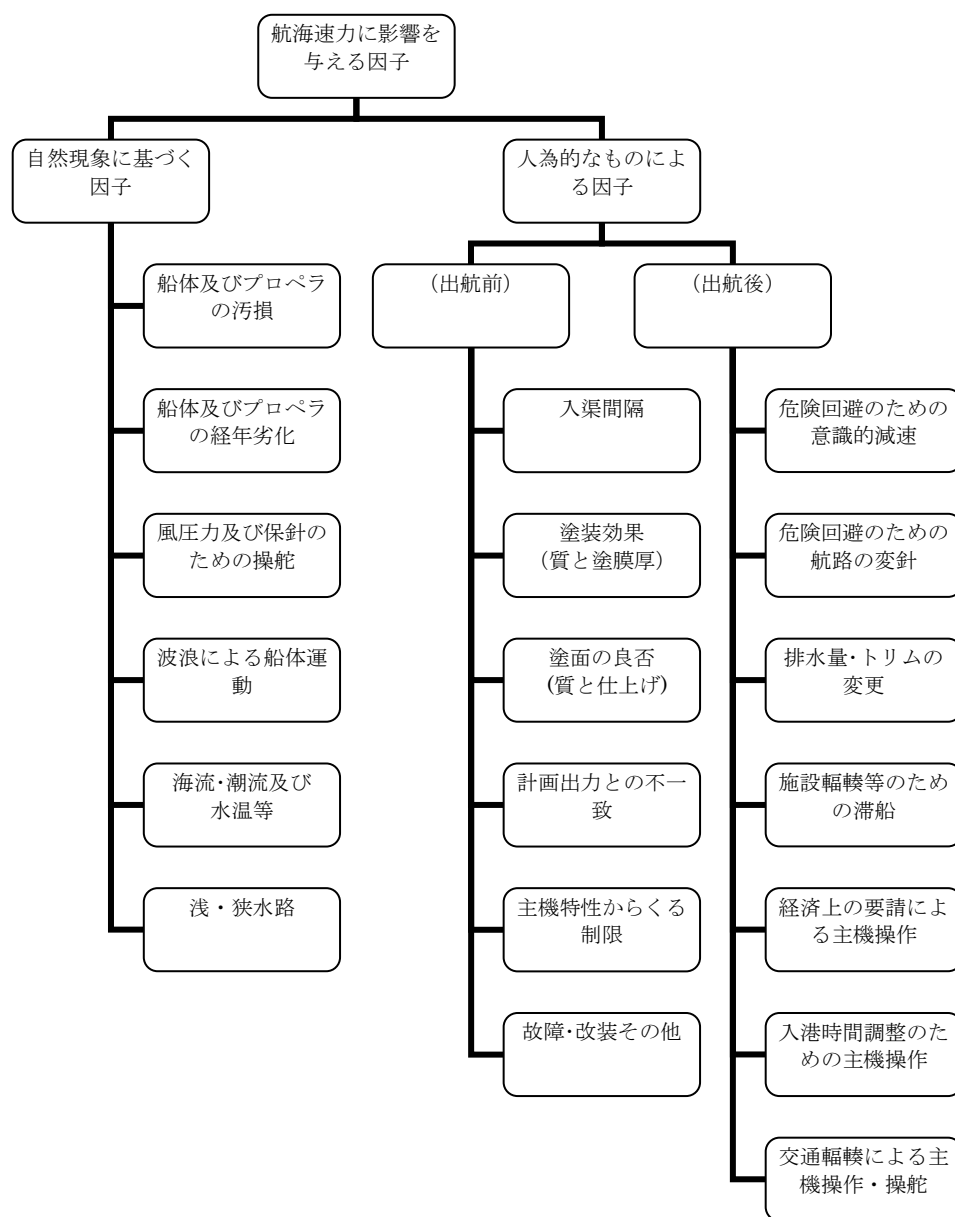 航海速力に影響を
与える因子
自然現象に基づく
因子
人為的なものによ
る因子
船体及びプロペラ
の汚損
船体及びプロペラ
の経年劣化
風圧力及び保針の
ための操舵
波浪による船体運
動
海流・潮流及び
水温等
浅・狭水路
（出航前）
入渠間隔
塗装効果
（質と塗膜厚）
塗面の良否
(質と仕上げ)
計画出力との不一
致
主機特性からくる
制限
故障・改装その他
（出航後）
危険回避のための
意識的減速
危険回避のための
航路の変針
排水量・トリムの
変更
施設輻輳等のため
の滞船
経済上の要請によ
る主機操作
入港時間調整のた
めの主機操作
交通輻輳による主
機操作・操舵